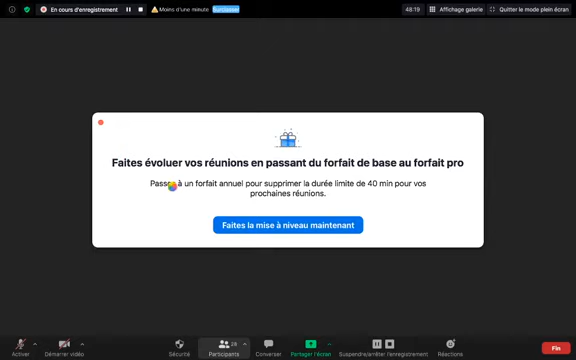 En cours d'enregistrement
Moins d'une minute
48:19
Affichage galerie
Quitter le mode plein écran
Faites évoluer vos réunions en passant du forfait de base au forfait pro
à un forfait annuel pour supprimer la durée limite de 40 min pour vos
prochaines réunions.
Faites la mise à niveau maintenant
Activer
Démarrer vidéo
Sécurité
28
Participants
Converser
Partager l'écran
Suspendre/arrêter l'enregistrement
Réactions
Fin